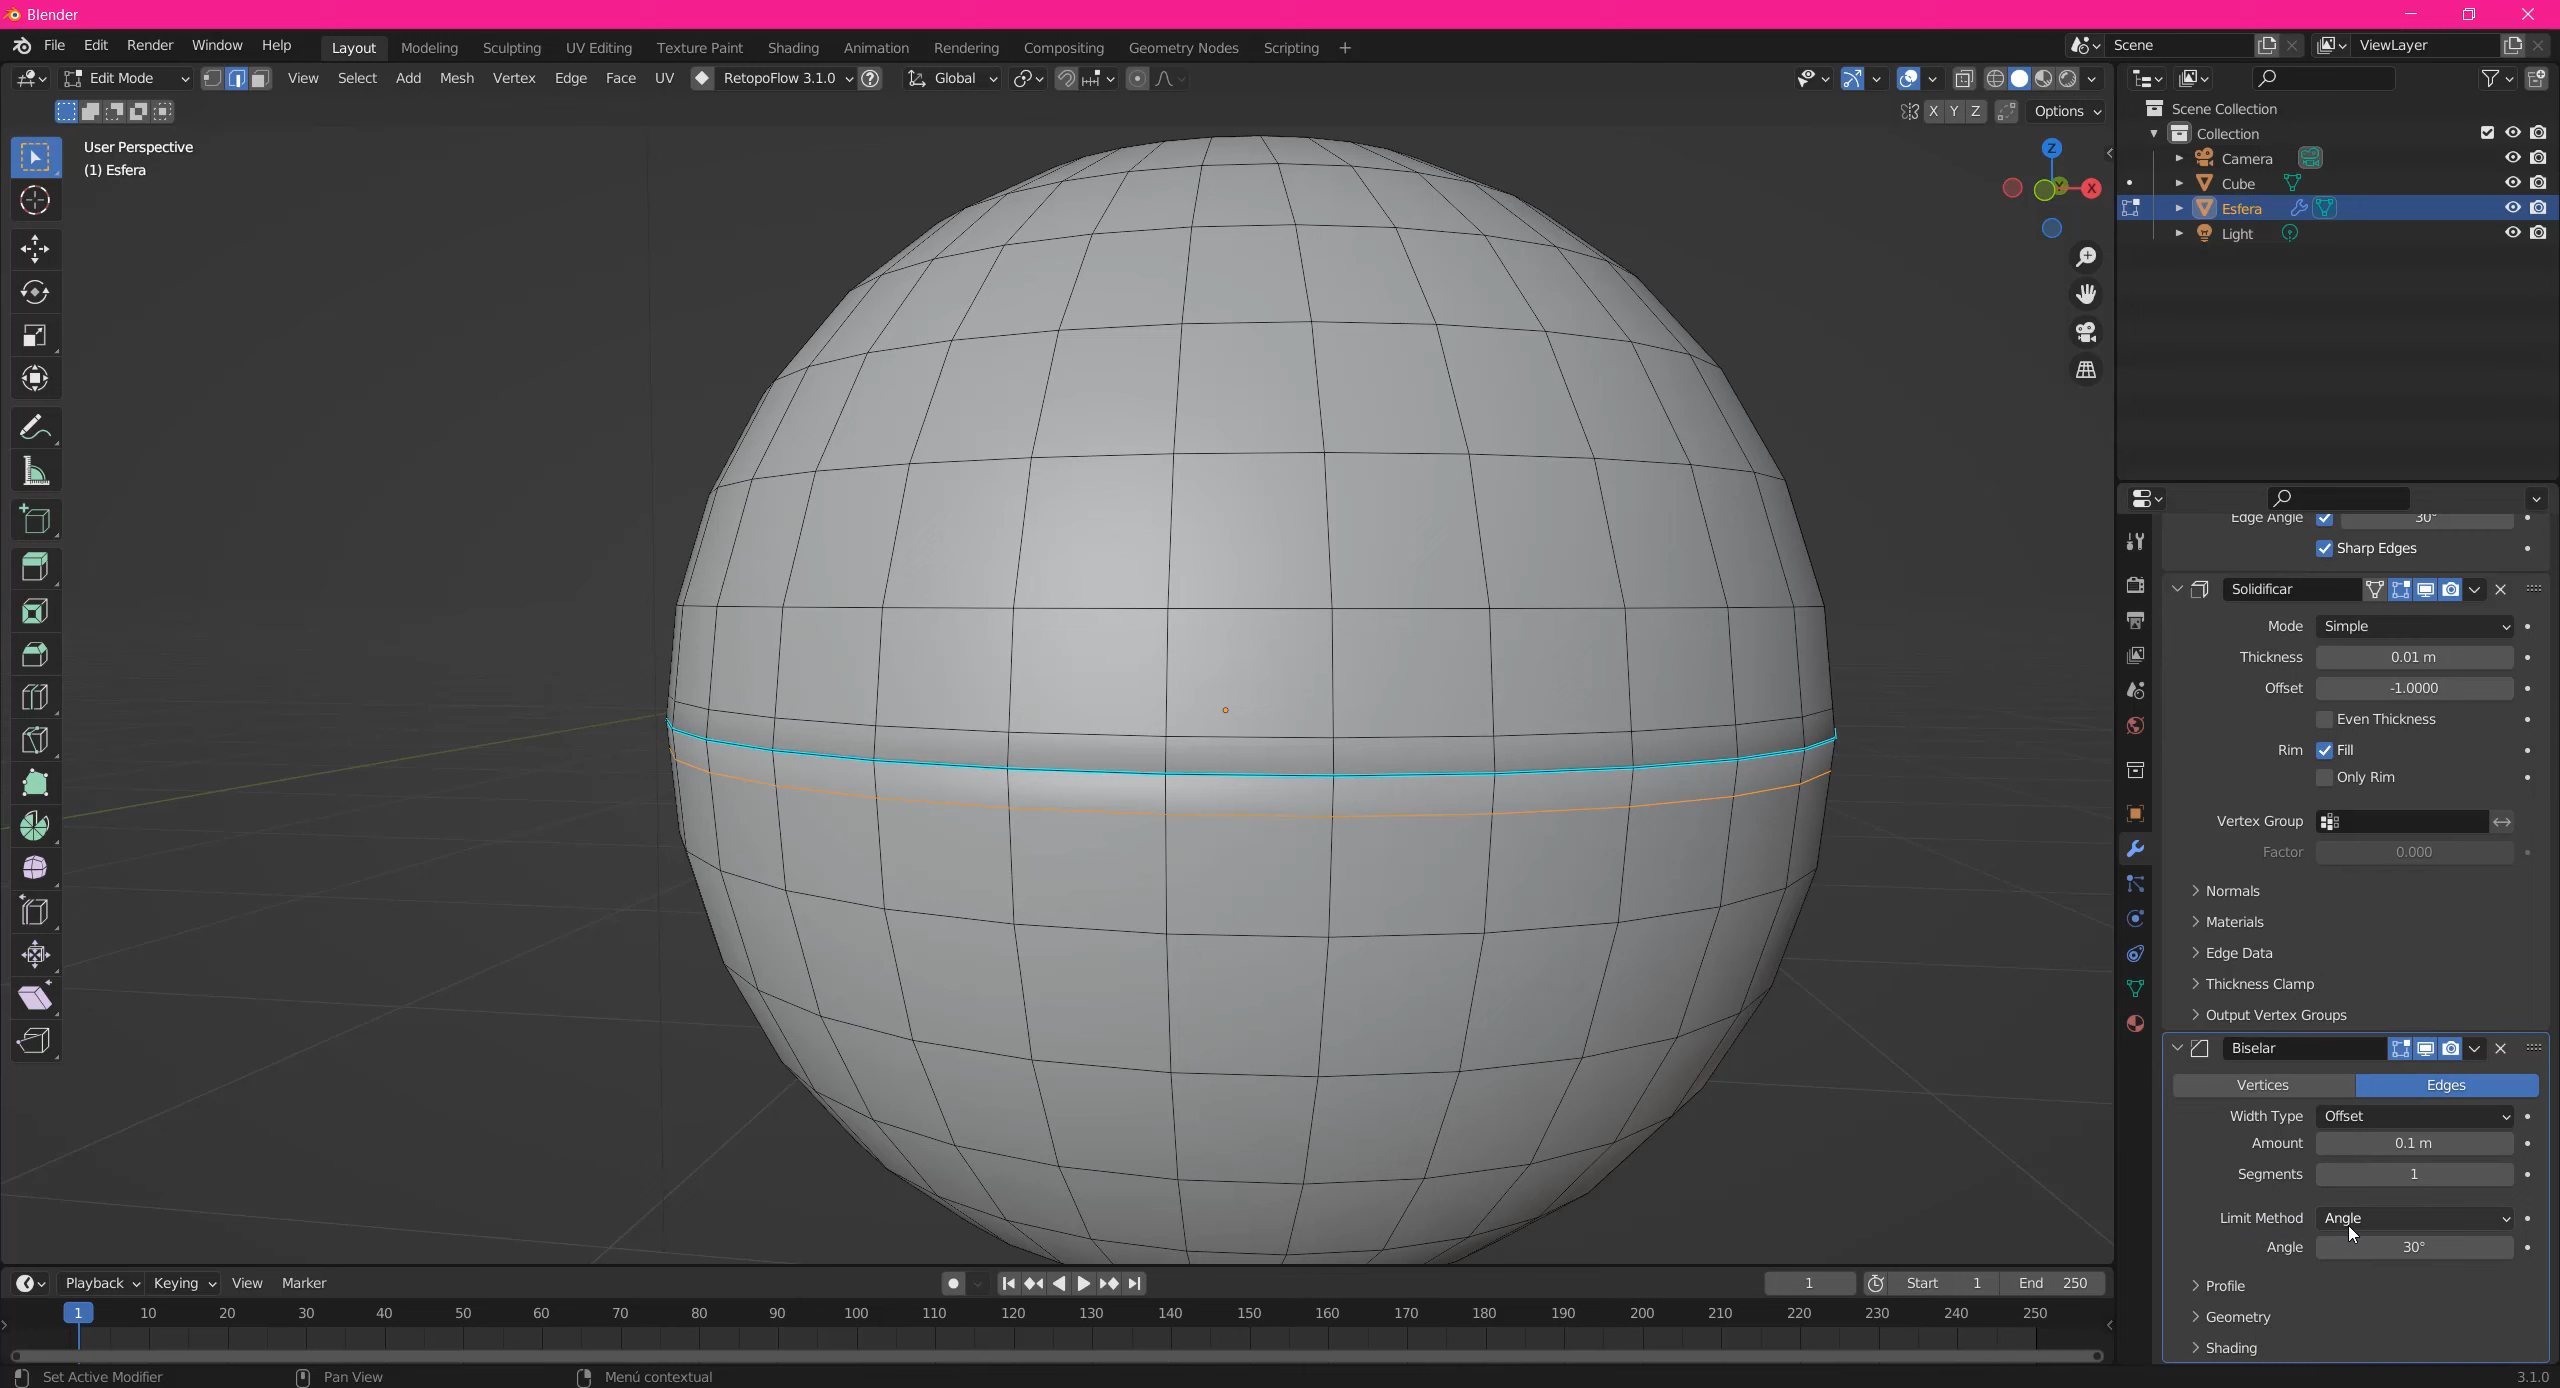 Blender
File Edit Render Window Help Layout Modeling Sculpting UV Editing Texture Paint Shading Animation Rendering Compositing Geometry Nodes Scripting + Scene ViewLayer
Edit Mode View Select Add Mesh Vertex Edge Face UV RetopoFlow 3.1.0 Global
X Y Z Options
User Perspective
(1) Esfera
Z
Y
X
Scene Collection
Collection
Camera
Cube
Esfera
Light
Edge Angle 30°
Sharp Edges
Solidificar
Mode Simple
Thickness 0.01 m
Offset -1.0000
Even Thickness
Rim Fill
Only Rim
Vertex Group
Factor 0.000
Normals
Materials
Edge Data
Thickness Clamp
Output Vertex Groups
Biselar
Vertices Edges
Width Type Offset
Amount 0.1 m
Segments 1
Limit Method Angle
Angle 30°
Profile
Geometry
Shading
Playback Keying View Marker 1 Start 1 End 250
1 10 20 30 40 50 60 70 80 90 100 110 120 130 140 150 160 170 180 190 200 210 220 230 240 250
Set Active Modifier Pan View Menú contextual 3.1.0